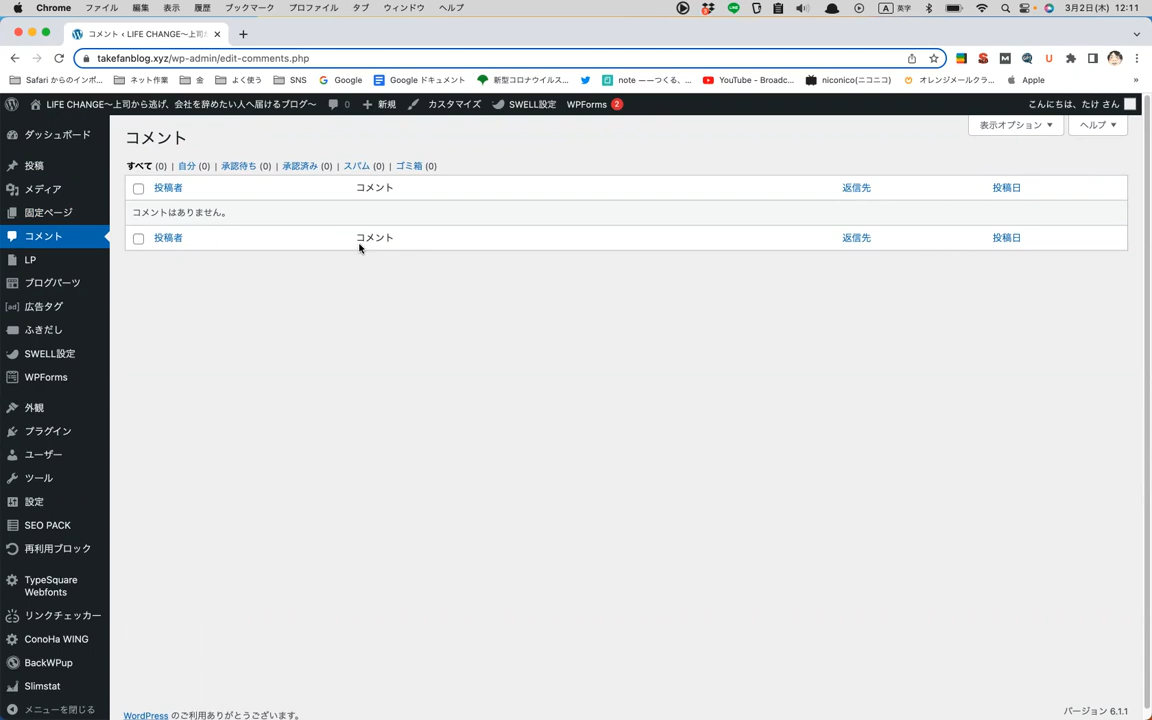 Chrome ファイル 編集 表示 履歴 ブックマーク プロファイル タブ ウィンドウ ヘルプ A 英字 3月2日(木) 12:11
コメント ‹ LIFE CHANGE〜上司 × +
takefanblog.xyz/wp-admin/edit-comments.php
Safari からのインポ... ネット作業 金 よく使う SNS Google Google ドキュメント 新型コロナウイルス... note ——つくる、... YouTube - Broadc... niconico(ニコニコ) オレンジメールクラ... Apple »
LIFE CHANGE〜上司から逃げ、会社を辞めたい人へ届けるブログ〜 0 新規 カスタマイズ SWELL設定 WPForms 2 こんにちは、たけ さん
ダッシュボード
投稿
メディア
固定ページ
コメント
LP
ブログパーツ
[ad] 広告タグ
ふきだし
SWELL設定
WPForms
外観
プラグイン
ユーザー
ツール
設定
SEO PACK
再利用ブロック
TypeSquare
Webfonts
リンクチェッカー
ConoHa WING
BackWPup
Slimstat
メニューを閉じる
コメント
表示オプション ▼ ヘルプ ▼
すべて (0) | 自分 (0) | 承認待ち (0) | 承認済み (0) | スパム (0) | ゴミ箱 (0)
投稿者 コメント 返信先 投稿日
コメントはありません。
投稿者 コメント 返信先 投稿日
WordPress のご利用ありがとうございます。 バージョン 6.1.1